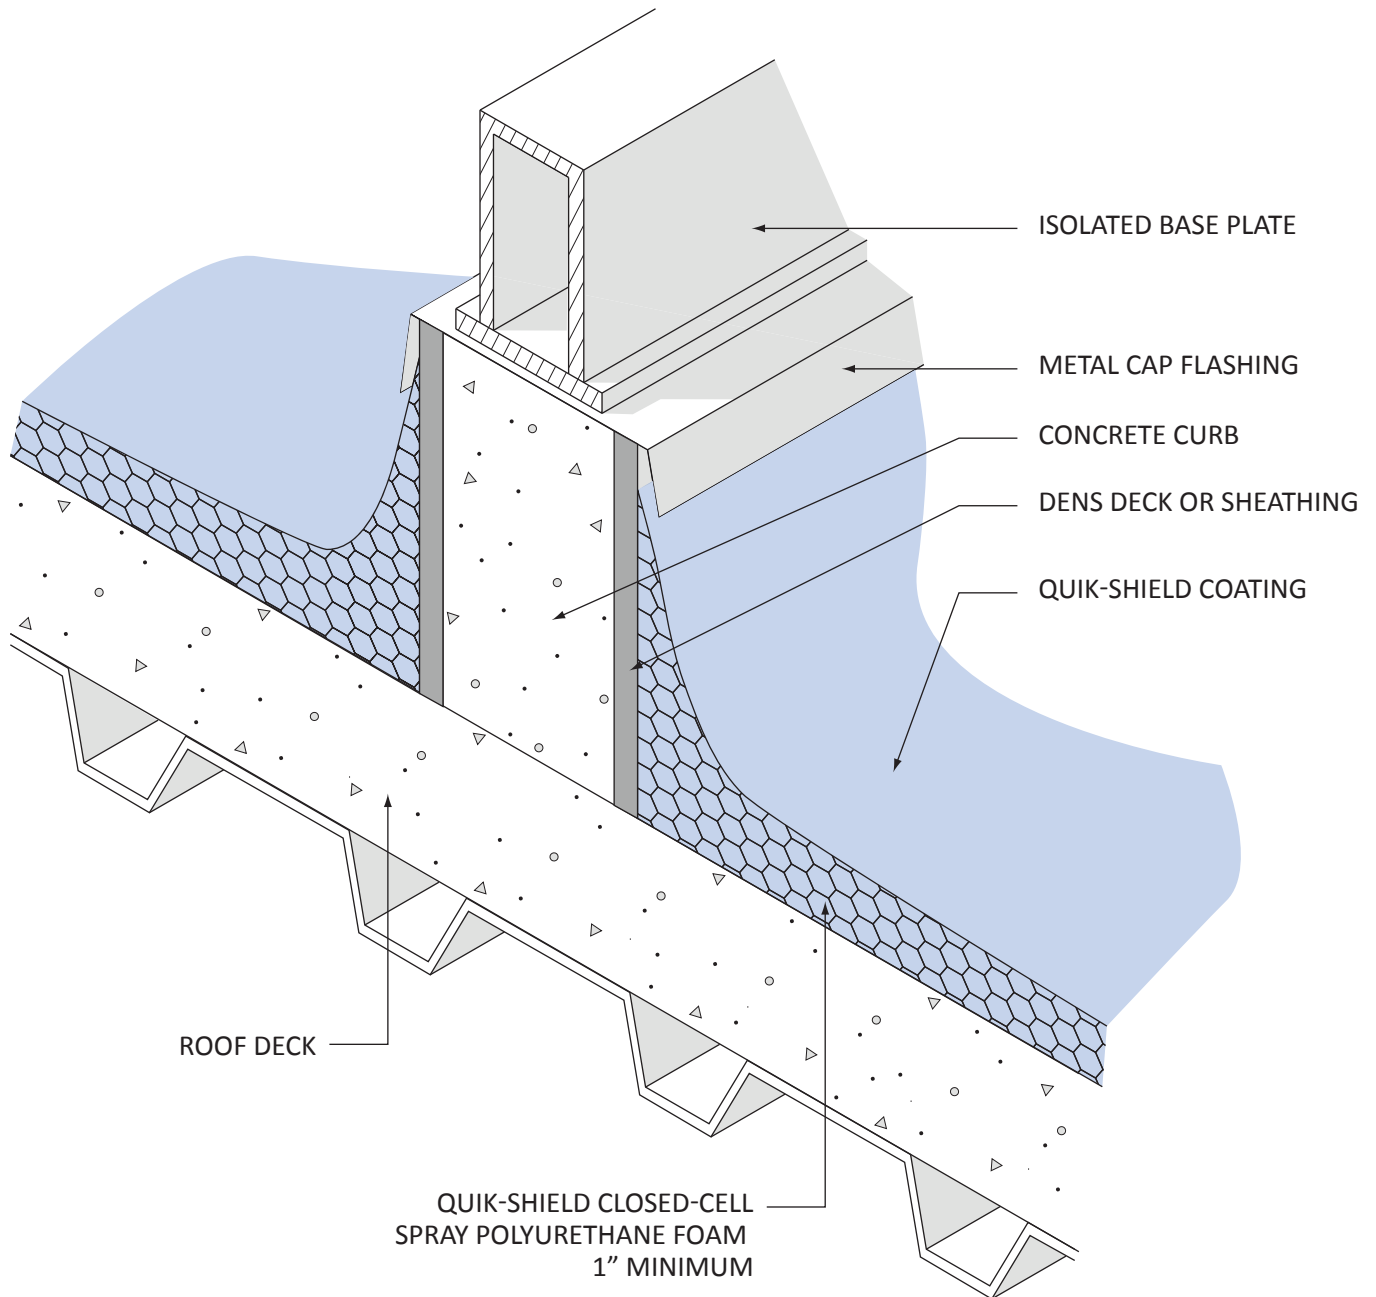 ISOLATED BASE PLATE
METAL CAP FLASHING
CONCRETE CURB
DENS DECK OR SHEATHING
QUIK-SHIELD COATING
ROOF DECK
QUIK-SHIELD CLOSED-CELL
SPRAY POLYURETHANE FOAM
1” MINIMUM